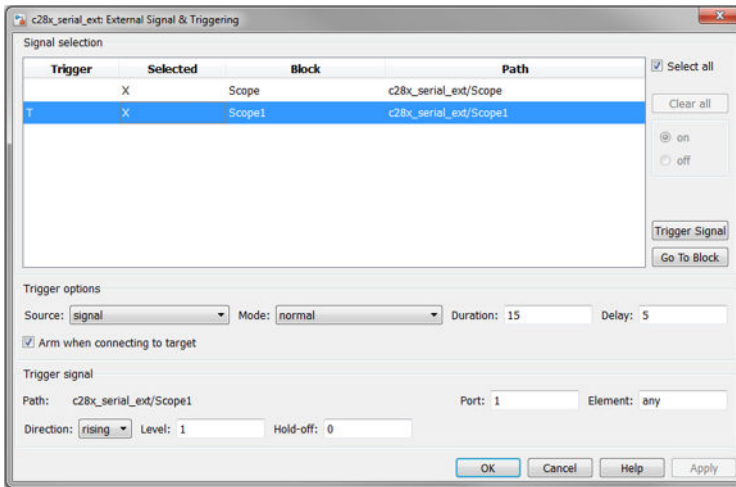 c28x_serial_ext: External Signal & Triggering
Signal selection
Trigger Selected Block Path
X Scope c28x_serial_ext/Scope
T X Scope1 c28x_serial_ext/Scope1
Select all
Clear all
on
off
Trigger Signal
Go To Block
Trigger options
Source: signal Mode: normal Duration: 15 Delay: 5
Arm when connecting to target
Trigger signal
Path: c28x_serial_ext/Scope1 Port: 1 Element: any
Direction: rising Level: 1 Hold-off: 0
OK Cancel Help Apply